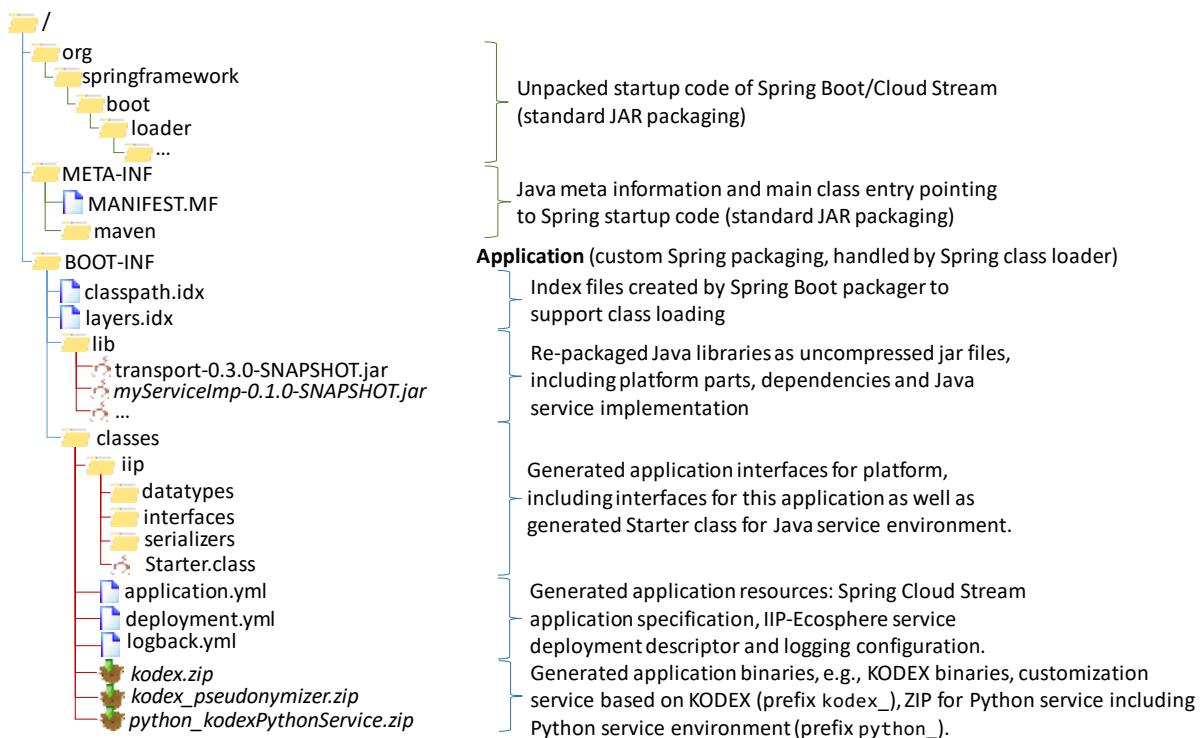 /
org
springframework
boot
loader
...
Unpacked startup code of Spring Boot/Cloud Stream
(standard JAR packaging)
META-INF
MANIFEST.MF
maven
Java meta information and main class entry pointing
to Spring startup code (standard JAR packaging)
BOOT-INF
Application (custom Spring packaging, handled by Spring class loader)
classpath.idx
layers.idx
Index files created by Spring Boot packager to
support class loading
lib
transport-0.3.0-SNAPSHOT.jar
myServiceImp-0.1.0-SNAPSHOT.jar
...
Re-packaged Java libraries as uncompressed jar files,
including platform parts, dependencies and Java
service implementation
classes
iip
datatypes
interfaces
serializers
Starter.class
Generated application interfaces for platform,
including interfaces for this application as well as
generated Starter class for Java service environment.
application.yml
deployment.yml
logback.yml
Generated application resources: Spring Cloud Stream
application specification, IIP-Ecosphere service
deployment descriptor and logging configuration.
kodex.zip
kodex_pseudonymizer.zip
python_kodexPythonService.zip
Generated application binaries, e.g., KODEX binaries, customization
service based on KODEX (prefix kodex_), ZIP for Python service including
Python service environment (prefix python_).